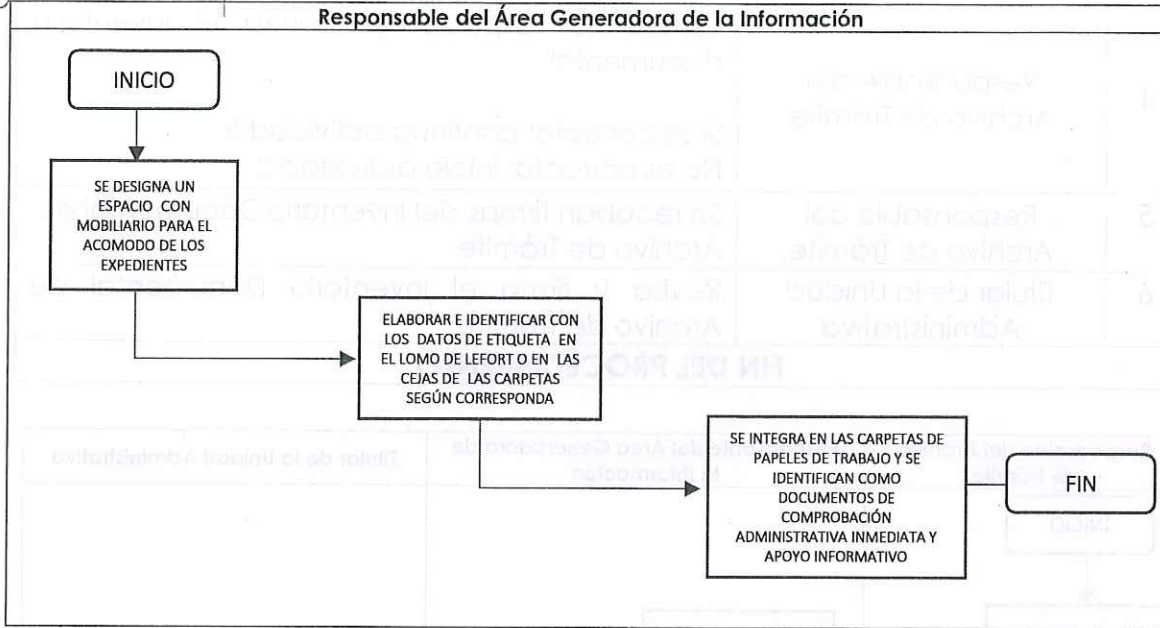 Responsable del Área Generadora de la Información
INICIO
SE DESIGNA UN
ESPACIO CON
MOBILIARIO PARA EL
ACOMODO DE LOS
EXPEDIENTES
ELABORAR E IDENTIFICAR CON
LOS DATOS DE ETIQUETA EN
EL LOMO DE LEFORT O EN LAS
CEJAS DE LAS CARPETAS
SEGÚN CORRESPONDA
SE INTEGRA EN LAS CARPETAS DE
PAPELES DE TRABAJO Y SE
IDENTIFICAN COMO
DOCUMENTOS DE
COMPROBACIÓN
ADMINISTRATIVA INMEDIATA Y
APOYO INFORMATIVO
FIN